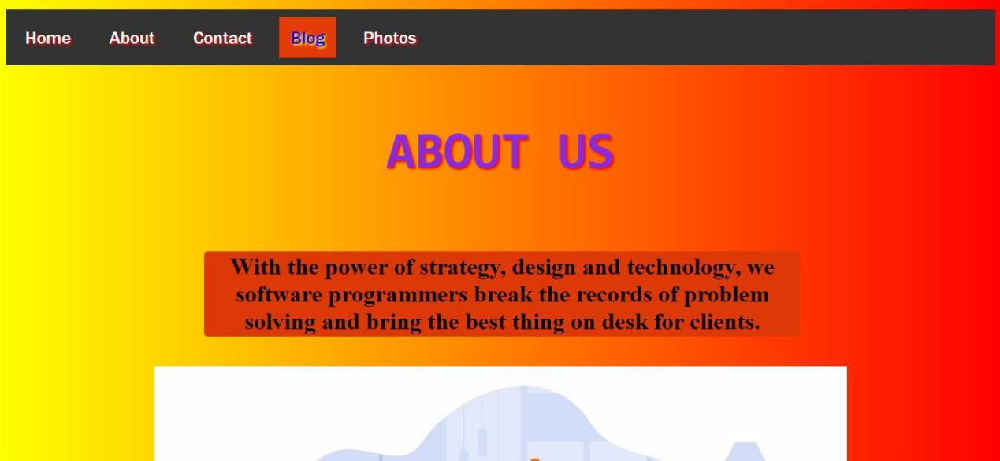 Home About Contact Blog Photos
ABOUT US
With the power of strategy, design and technology, we
software programmers break the records of problem
solving and bring the best thing on desk for clients.